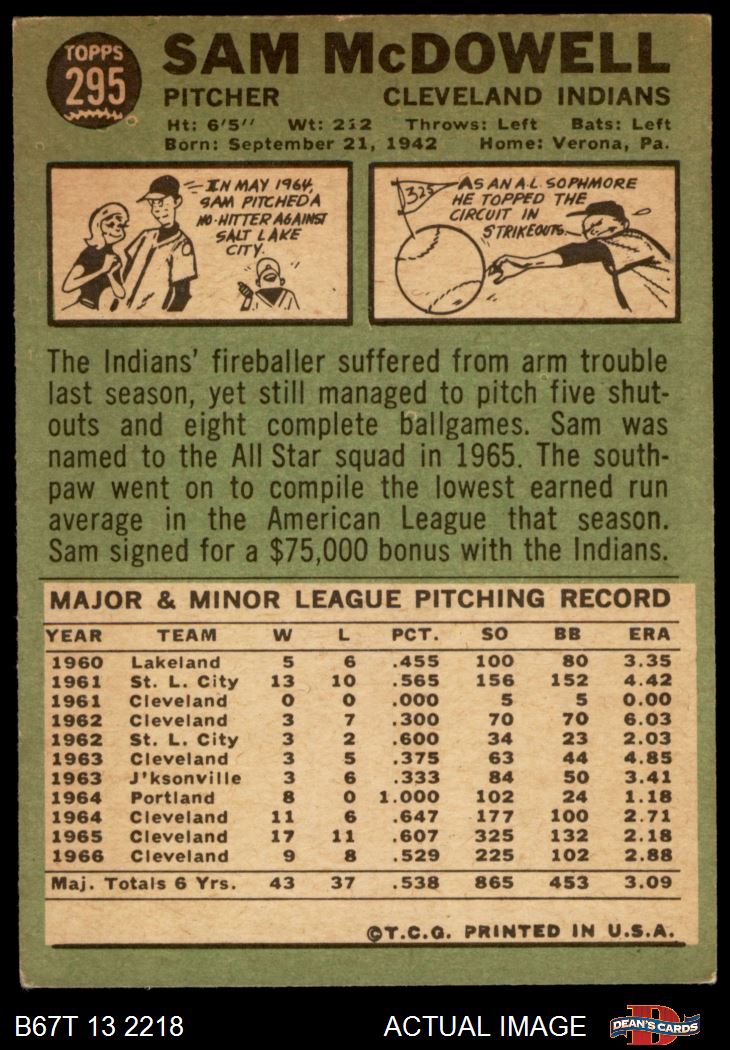 TOPPS
295
SAM McDOWELL
PITCHER CLEVELAND INDIANS
Ht: 6'5" Wt: 212 Throws: Left Bats: Left
Born: September 21, 1942 Home: Verona, Pa.
IN MAY 1964,
SAM PITCHED A
NO-HITTER AGAINST
SALT LAKE
CITY.
325
AS AN A.L. SOPHMORE
HE TOPPED THE
CIRCUIT IN
STRIKEOUTS.
The Indians' fireballer suffered from arm trouble
last season, yet still managed to pitch five shut-
outs and eight complete ballgames. Sam was
named to the All Star squad in 1965. The south-
paw went on to compile the lowest earned run
average in the American League that season.
Sam signed for a $75,000 bonus with the Indians.
MAJOR & MINOR LEAGUE PITCHING RECORD
YEAR TEAM W L PCT. SO BB ERA
1960 Lakeland 5 6 .455 100 80 3.35
1961 St. L. City 13 10 .565 156 152 4.42
1961 Cleveland 0 0 .000 5 5 0.00
1962 Cleveland 3 7 .300 70 70 6.03
1962 St. L. City 3 2 .600 34 23 2.03
1963 Cleveland 3 5 .375 63 44 4.85
1963 J'ksonville 3 6 .333 84 50 3.41
1964 Portland 8 0 1.000 102 24 1.18
1964 Cleveland 11 6 .647 177 100 2.71
1965 Cleveland 17 11 .607 325 132 2.18
1966 Cleveland 9 8 .529 225 102 2.88
Maj. Totals 6 Yrs. 43 37 .538 865 453 3.09
©T.C.G. PRINTED IN U.S.A.
B67T 13 2218 ACTUAL IMAGE
D
DEAN'S CARDS